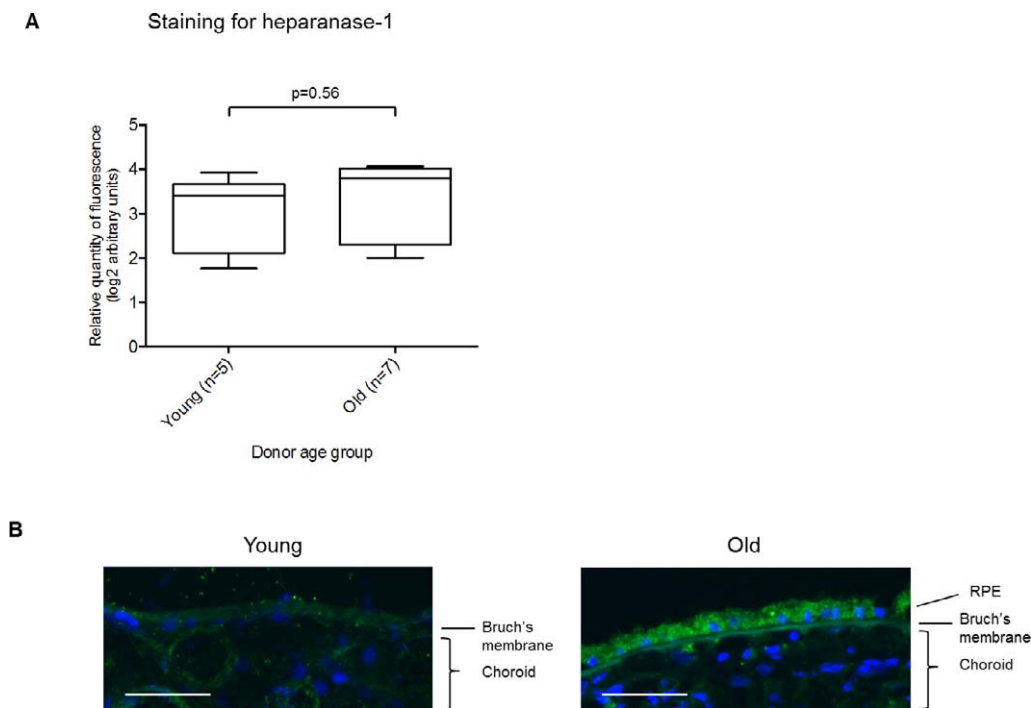 A
Staining for heparanase-1
p=0.56
Relative quantity of fluorescence
(log2 arbitrary units)
5
4
3
2
1
0
Young (n=5)
Old (n=7)
Donor age group
B
Young
Old
Bruch's
membrane
Choroid
RPE
Bruch's
membrane
Choroid